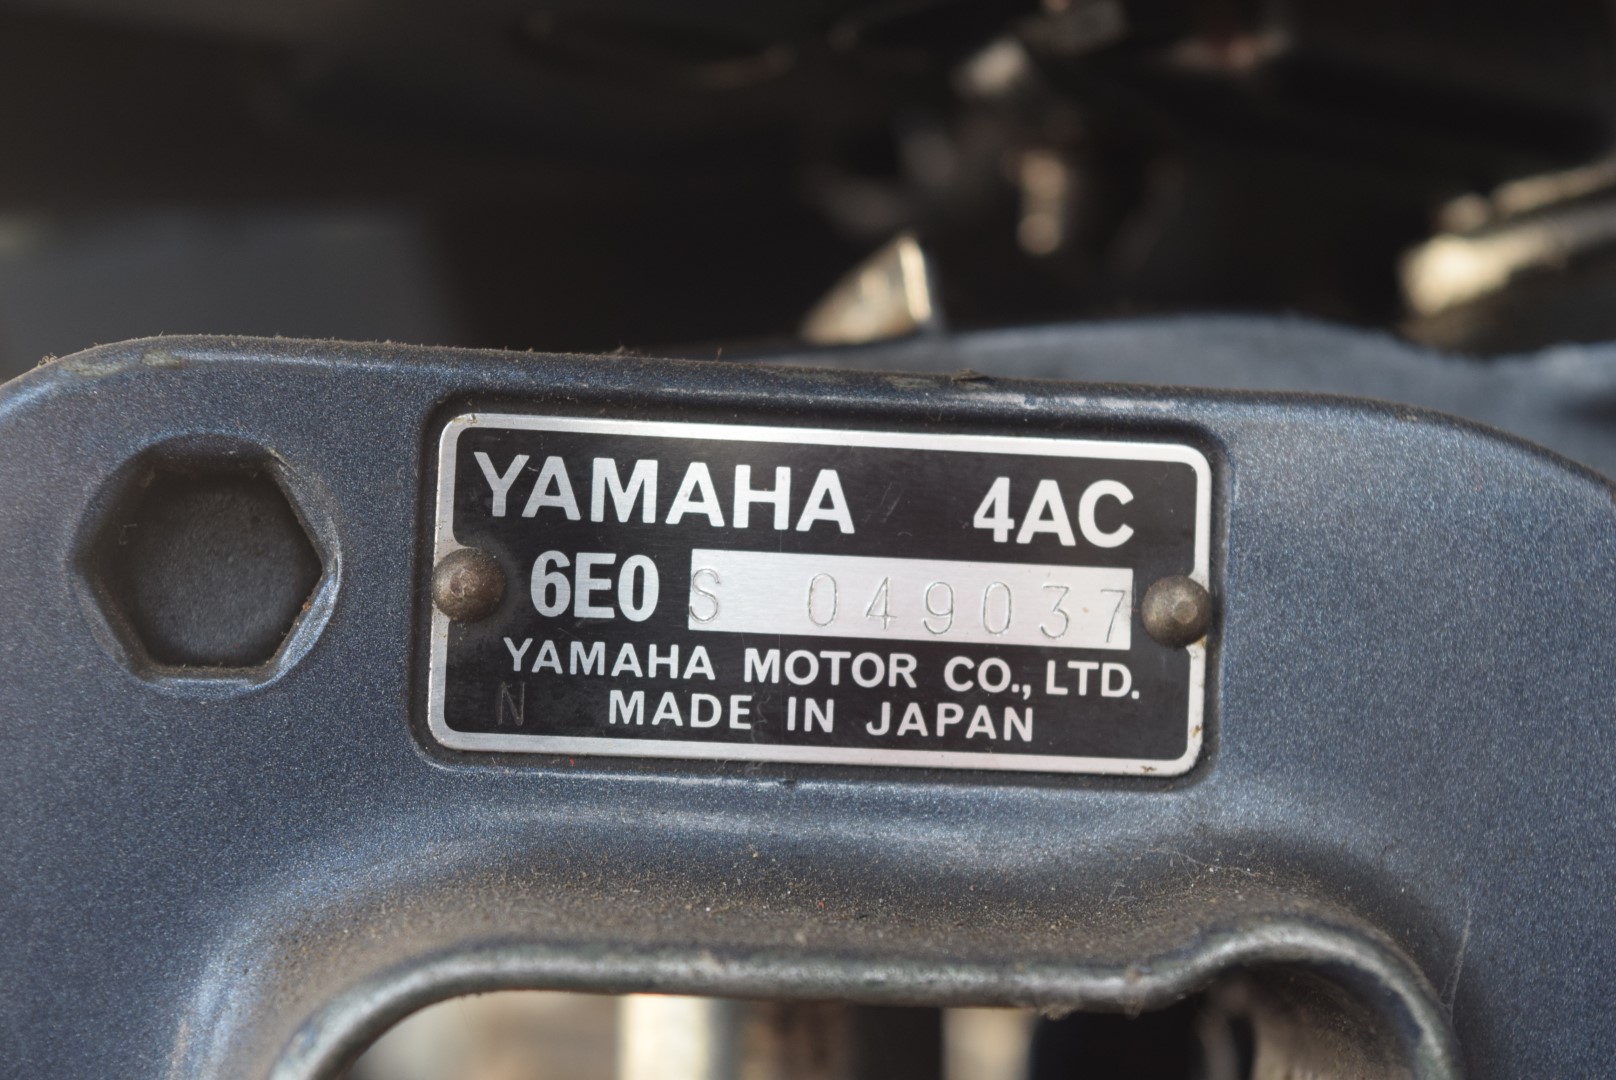 YAMAHA 4AC
6E0 S 049037
YAMAHA MOTOR CO., LTD.
N MADE IN JAPAN